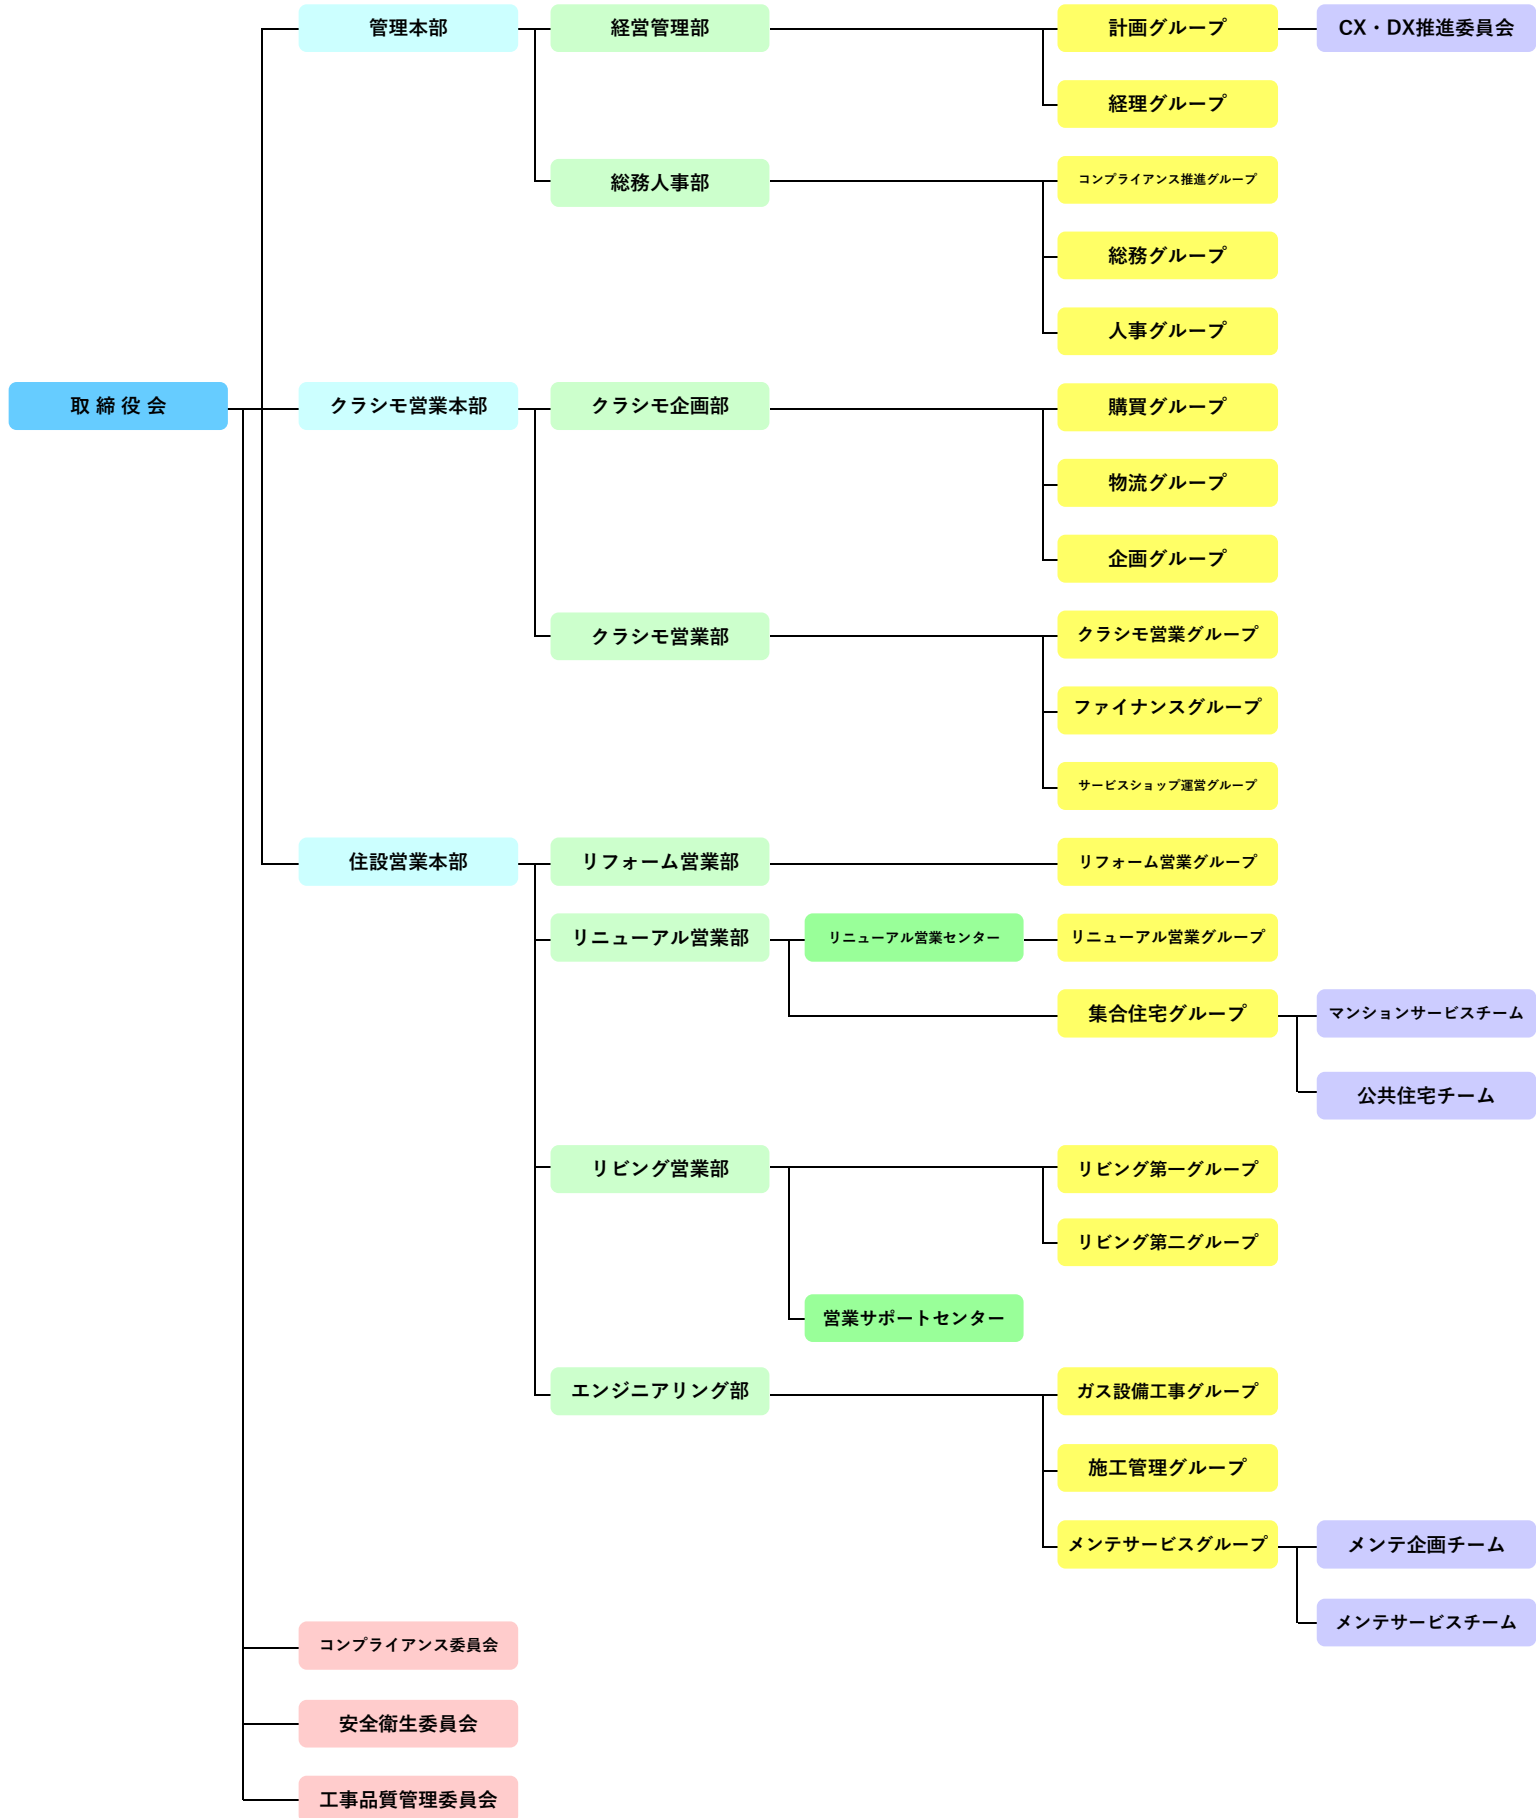 管理本部
経営管理部
計画グループ
CX・DX推進委員会
経理グループ
総務人事部
コンプライアンス推進グループ
総務グループ
人事グループ
取 締 役 会
クラシモ営業本部
クラシモ企画部
購買グループ
物流グループ
企画グループ
クラシモ営業部
クラシモ営業グループ
ファイナンスグループ
サービスショップ運営グループ
住設営業本部
リフォーム営業部
リフォーム営業グループ
リニューアル営業部
リニューアル営業センター
リニューアル営業グループ
集合住宅グループ
マンションサービスチーム
公共住宅チーム
リビング営業部
リビング第一グループ
リビング第二グループ
営業サポートセンター
エンジニアリング部
ガス設備工事グループ
施工管理グループ
メンテサービスグループ
メンテ企画チーム
メンテサービスチーム
コンプライアンス委員会
安全衛生委員会
工事品質管理委員会